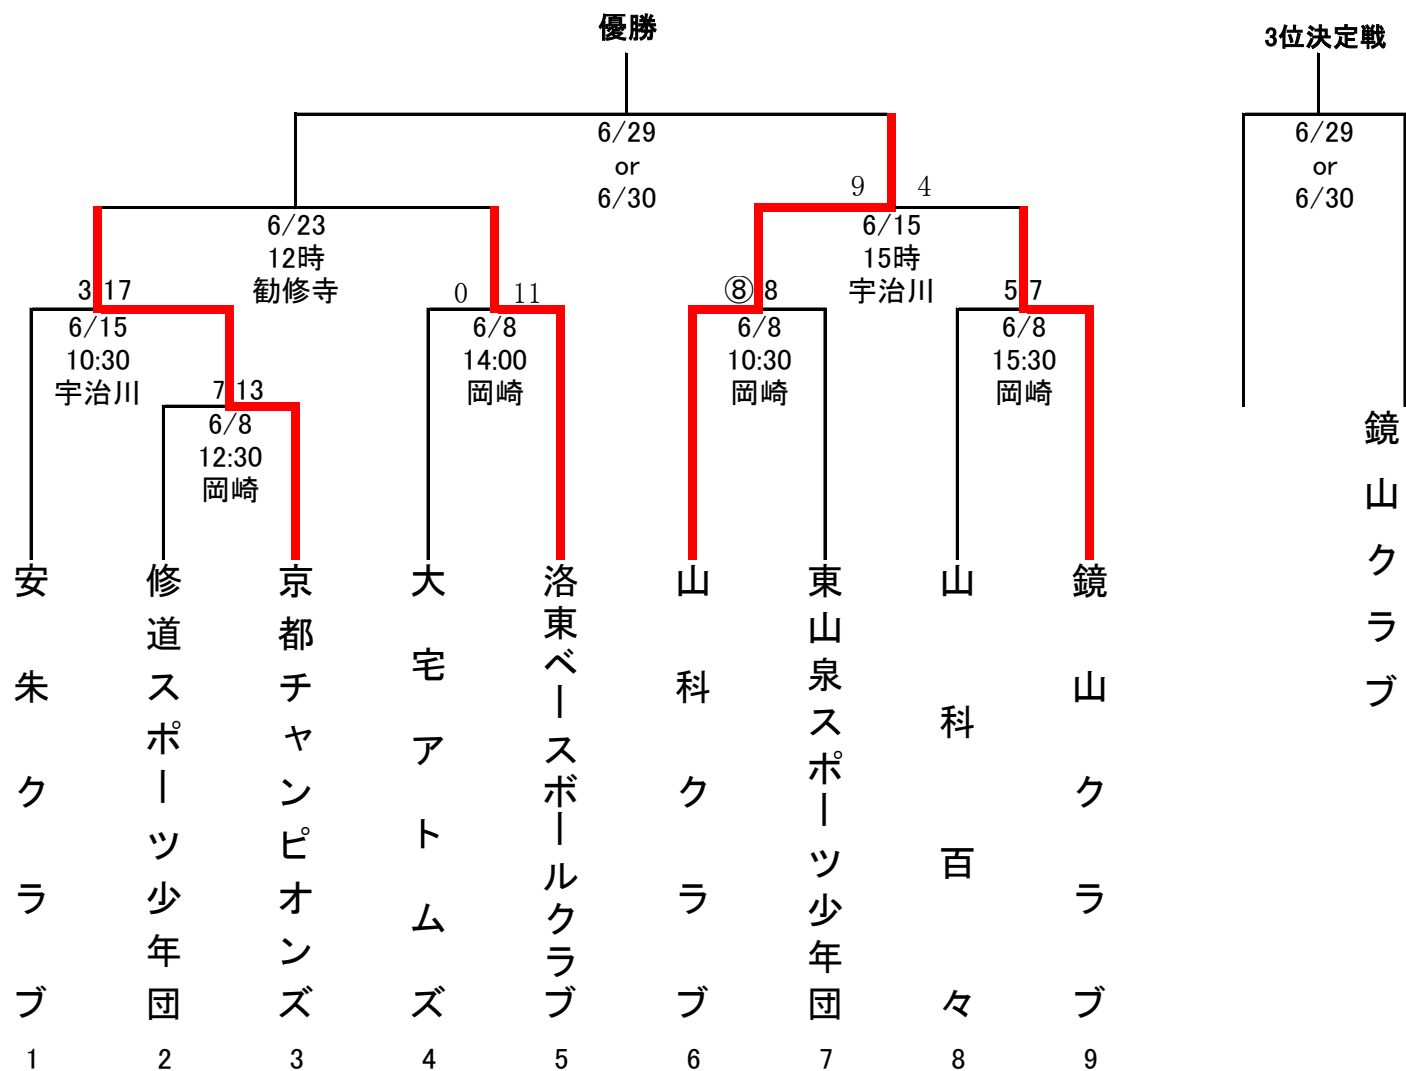 優勝
3位決定戦
6/29
or
6/30
6/29
or
6/30
9 4
6/23
12時
勧修寺
6/15
15時
宇治川
3 17
0 11
⑧ 8
5 7
6/15
10:30
宇治川
6/8
14:00
岡崎
6/8
10:30
岡崎
6/8
15:30
岡崎
7 13
6/8
12:30
岡崎
鏡山クラブ
安朱クラブ
修道スポーツ少年団
京都チャンピオンズ
大宅アトムズ
洛東ベースボールクラブ
山科クラブ
東山泉スポーツ少年団
山科百々
鏡山クラブ
1 2 3 4 5 6 7 8 9